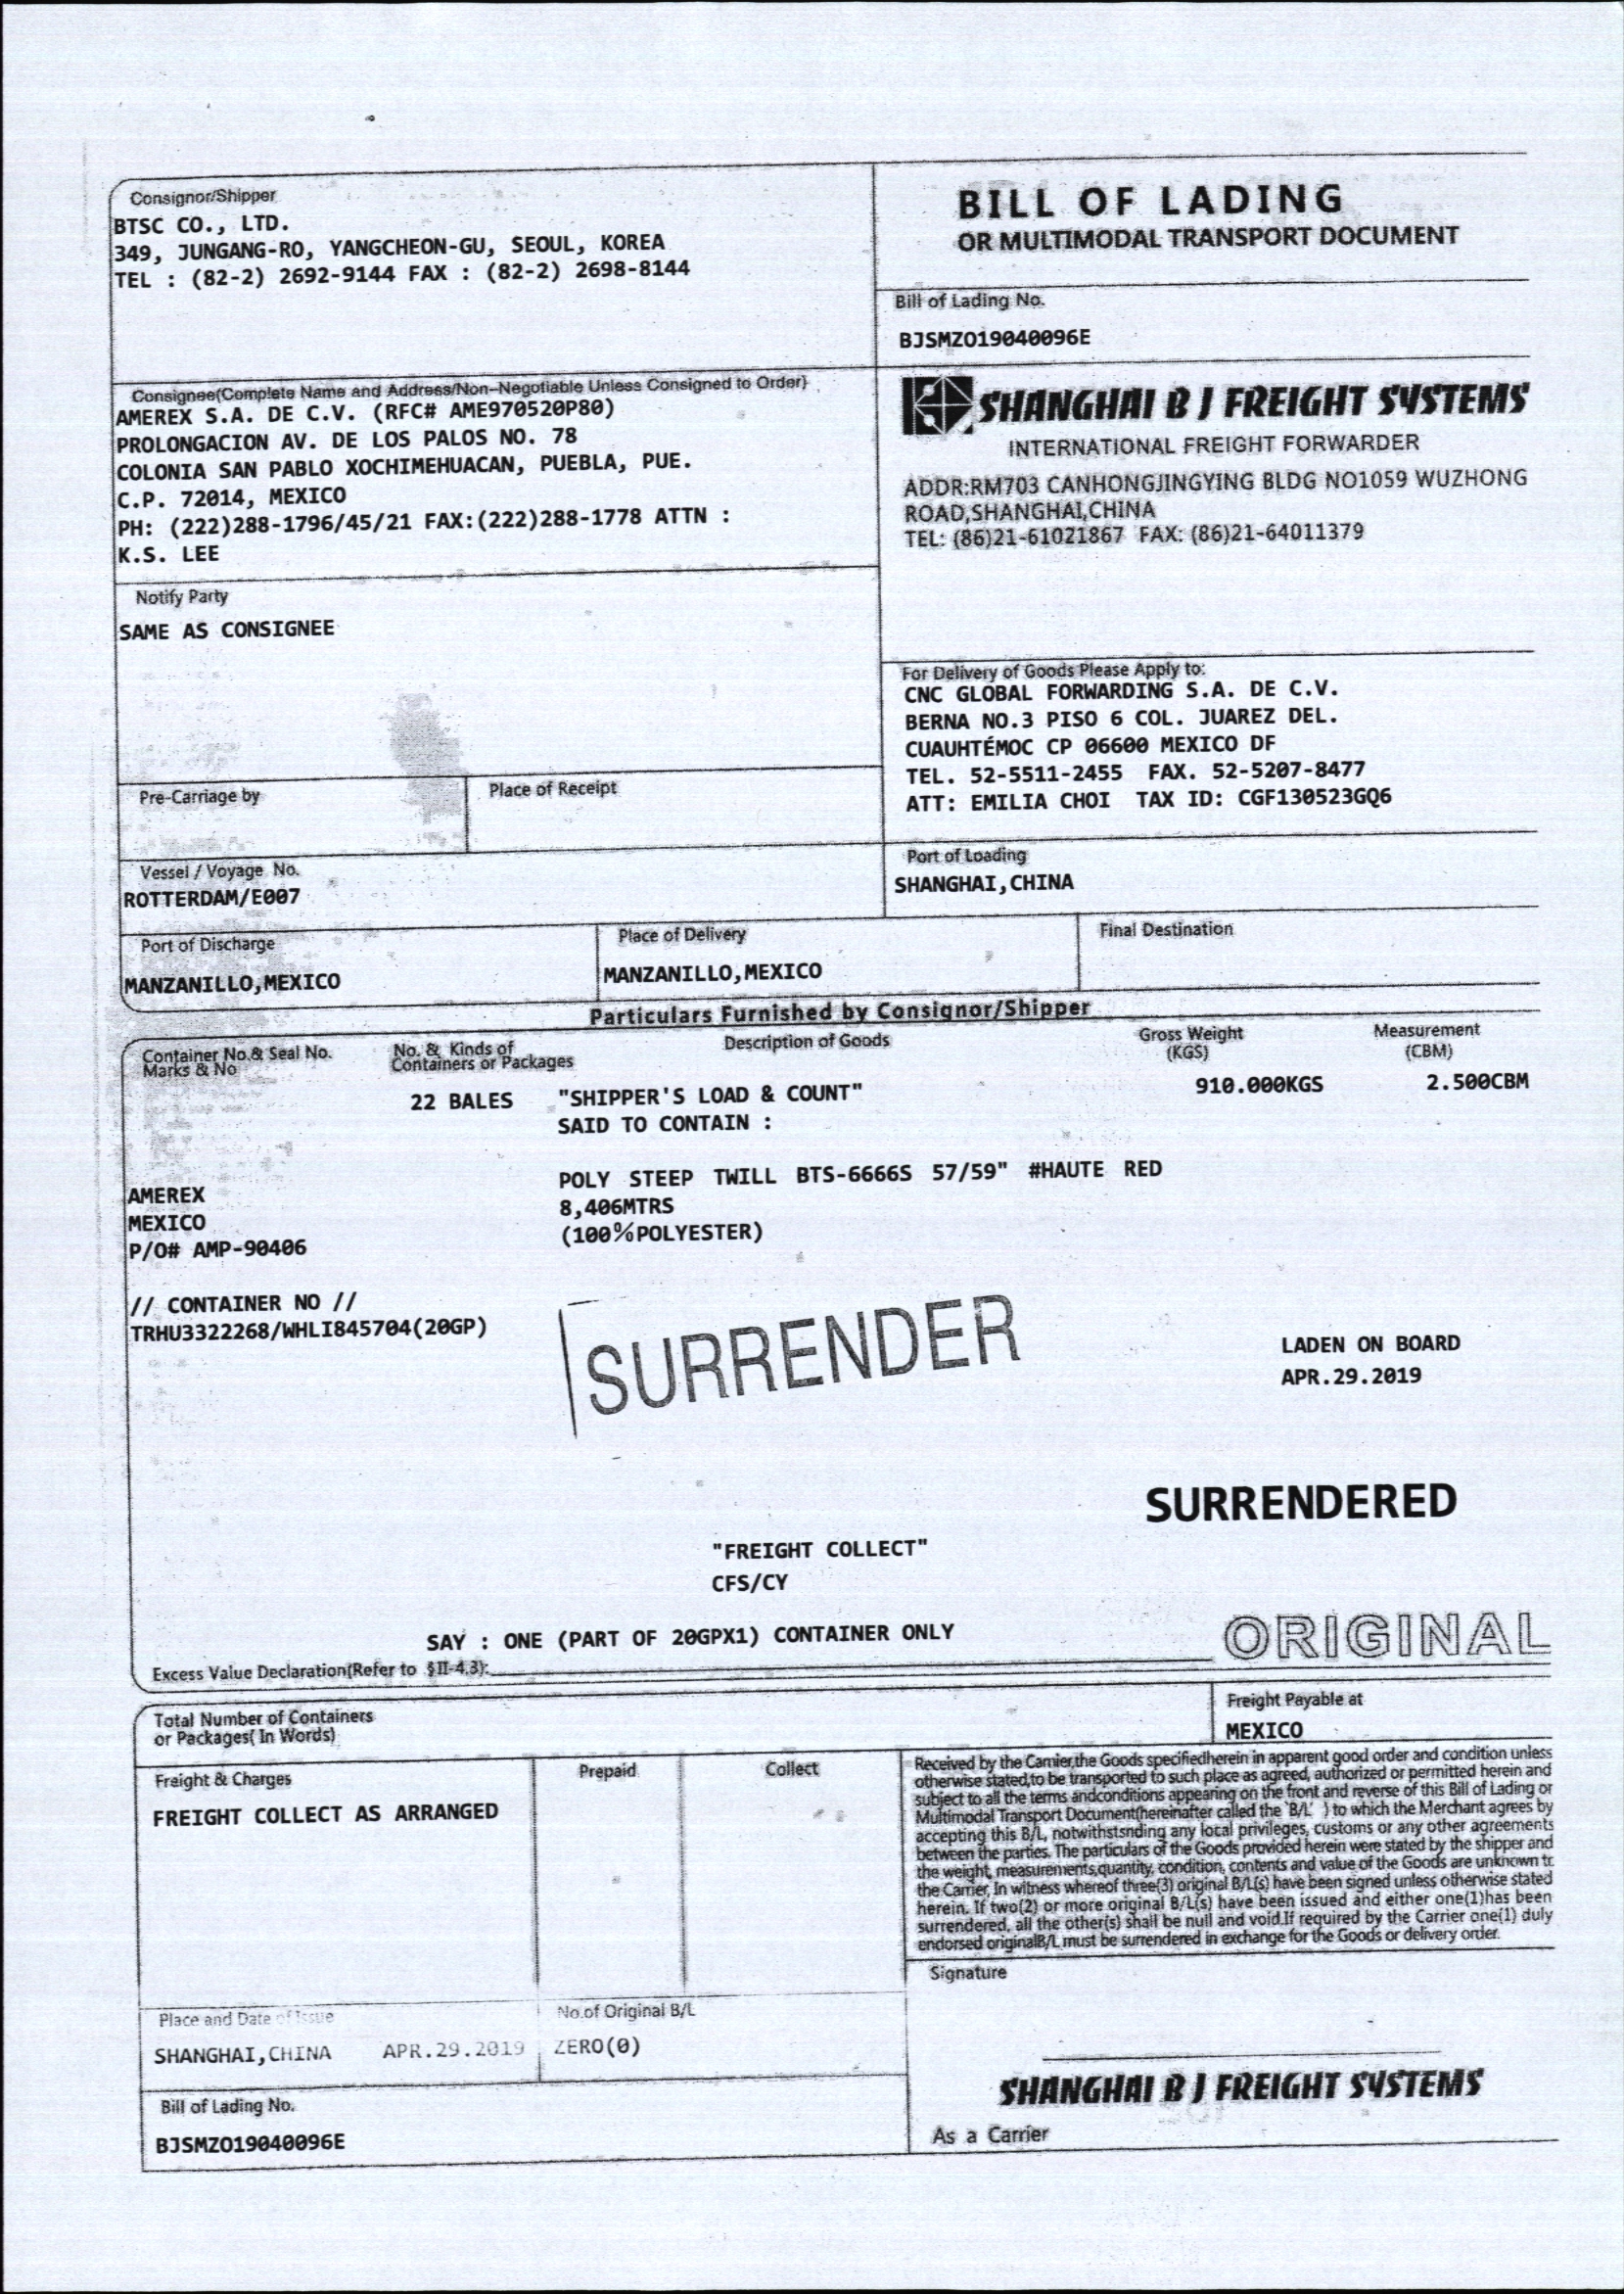 Consignor/Shipper
BTSC CO., LTD.
349, JUNGANG-RO, YANGCHEON-GU, SEOUL, KOREA
TEL : (82-2) 2692-9144 FAX : (82-2) 2698-8144
BILL OF LADING
OR MULTIMODAL TRANSPORT DOCUMENT
Bill of Lading No.
BJSMZO19040096E
Consignee(Complete Name and Address/Non-Negotiable Unless Consigned to Order)
AMEREX S.A. DE C.V. (RFC# AME970520P80)
PROLONGACION AV. DE LOS PALOS NO. 78
COLONIA SAN PABLO XOCHIMEHUACAN, PUEBLA, PUE.
C.P. 72014, MEXICO
PH: (222)288-1796/45/21 FAX:(222)288-1778 ATTN :
K.S. LEE
SHANGHAI B J FREIGHT SYSTEMS
INTERNATIONAL FREIGHT FORWARDER
ADDR:RM703 CANHONGJINGYING BLDG NO1059 WUZHONG
ROAD,SHANGHAI,CHINA
TEL: (86)21-61021867 FAX: (86)21-64011379
Notify Party
SAME AS CONSIGNEE
For Delivery of Goods Please Apply to:
CNC GLOBAL FORWARDING S.A. DE C.V.
BERNA NO.3 PISO 6 COL. JUAREZ DEL.
CUAUHTÉMOC CP 06600 MEXICO DF
TEL. 52-5511-2455 FAX. 52-5207-8477
ATT: EMILIA CHOI TAX ID: CGF130523GQ6
Pre-Carriage by
Place of Receipt
Vessel / Voyage No.
ROTTERDAM/E007
Port of Loading
SHANGHAI,CHINA
Port of Discharge
MANZANILLO,MEXICO
Place of Delivery
MANZANILLO,MEXICO
Final Destination
Particulars Furnished by Consignor/Shipper
Container No.& Seal No.
Marks & No
No. & Kinds of
Containers or Packages
Description of Goods
Gross Weight
(KGS)
Measurement
(CBM)
22 BALES
"SHIPPER'S LOAD & COUNT"
SAID TO CONTAIN :
910.000KGS
2.500CBM
AMEREX
MEXICO
P/O# AMP-90406
POLY STEEP TWILL BTS-6666S 57/59" #HAUTE RED
8,406MTRS
(100%POLYESTER)
// CONTAINER NO //
TRHU3322268/WHLI845704(20GP)
SURRENDER
LADEN ON BOARD
APR.29.2019
SURRENDERED
"FREIGHT COLLECT"
CFS/CY
SAY : ONE (PART OF 20GPX1) CONTAINER ONLY
ORIGINAL
Excess Value Declaration(Refer to §II-4.3):
Total Number of Containers
or Packages( In Words)
Freight Payable at
MEXICO
Freight & Charges
Prepaid
Collect
FREIGHT COLLECT AS ARRANGED
Received by the Carrier,the Goods specifiedherein in apparent good order and condition unless
otherwise stated,to be transported to such place as agreed, authorized or permitted herein and
subject to all the terms andconditions appearing on the front and reverse of this Bill of Lading or
Multimodal Transport Document(hereinafter called the `B/L' ) to which the Merchant agrees by
accepting this B/L, notwithstsnding any local privileges, customs or any other agreements
between the parties. The particulars of the Goods provided herein were stated by the shipper and
the weight, measurements,quantity, condition, contents and value of the Goods are unknown tc
the Carrier, In witness whereof three(3) original B/L(s) have been signed unless otherwise stated
herein. If two(2) or more original B/L(s) have been issued and either one(1)has been
surrendered, all the other(s) shall be null and void.If required by the Carrier one(1) duly
endorsed originalB/L must be surrendered in exchange for the Goods or delivery order.
Signature
Place and Date of Issue
SHANGHAI,CHINA APR.29.2019
No.of Original B/L
ZERO(0)
Bill of Lading No.
BJSMZO19040096E
SHANGHAI B J FREIGHT SYSTEMS
As a Carrier